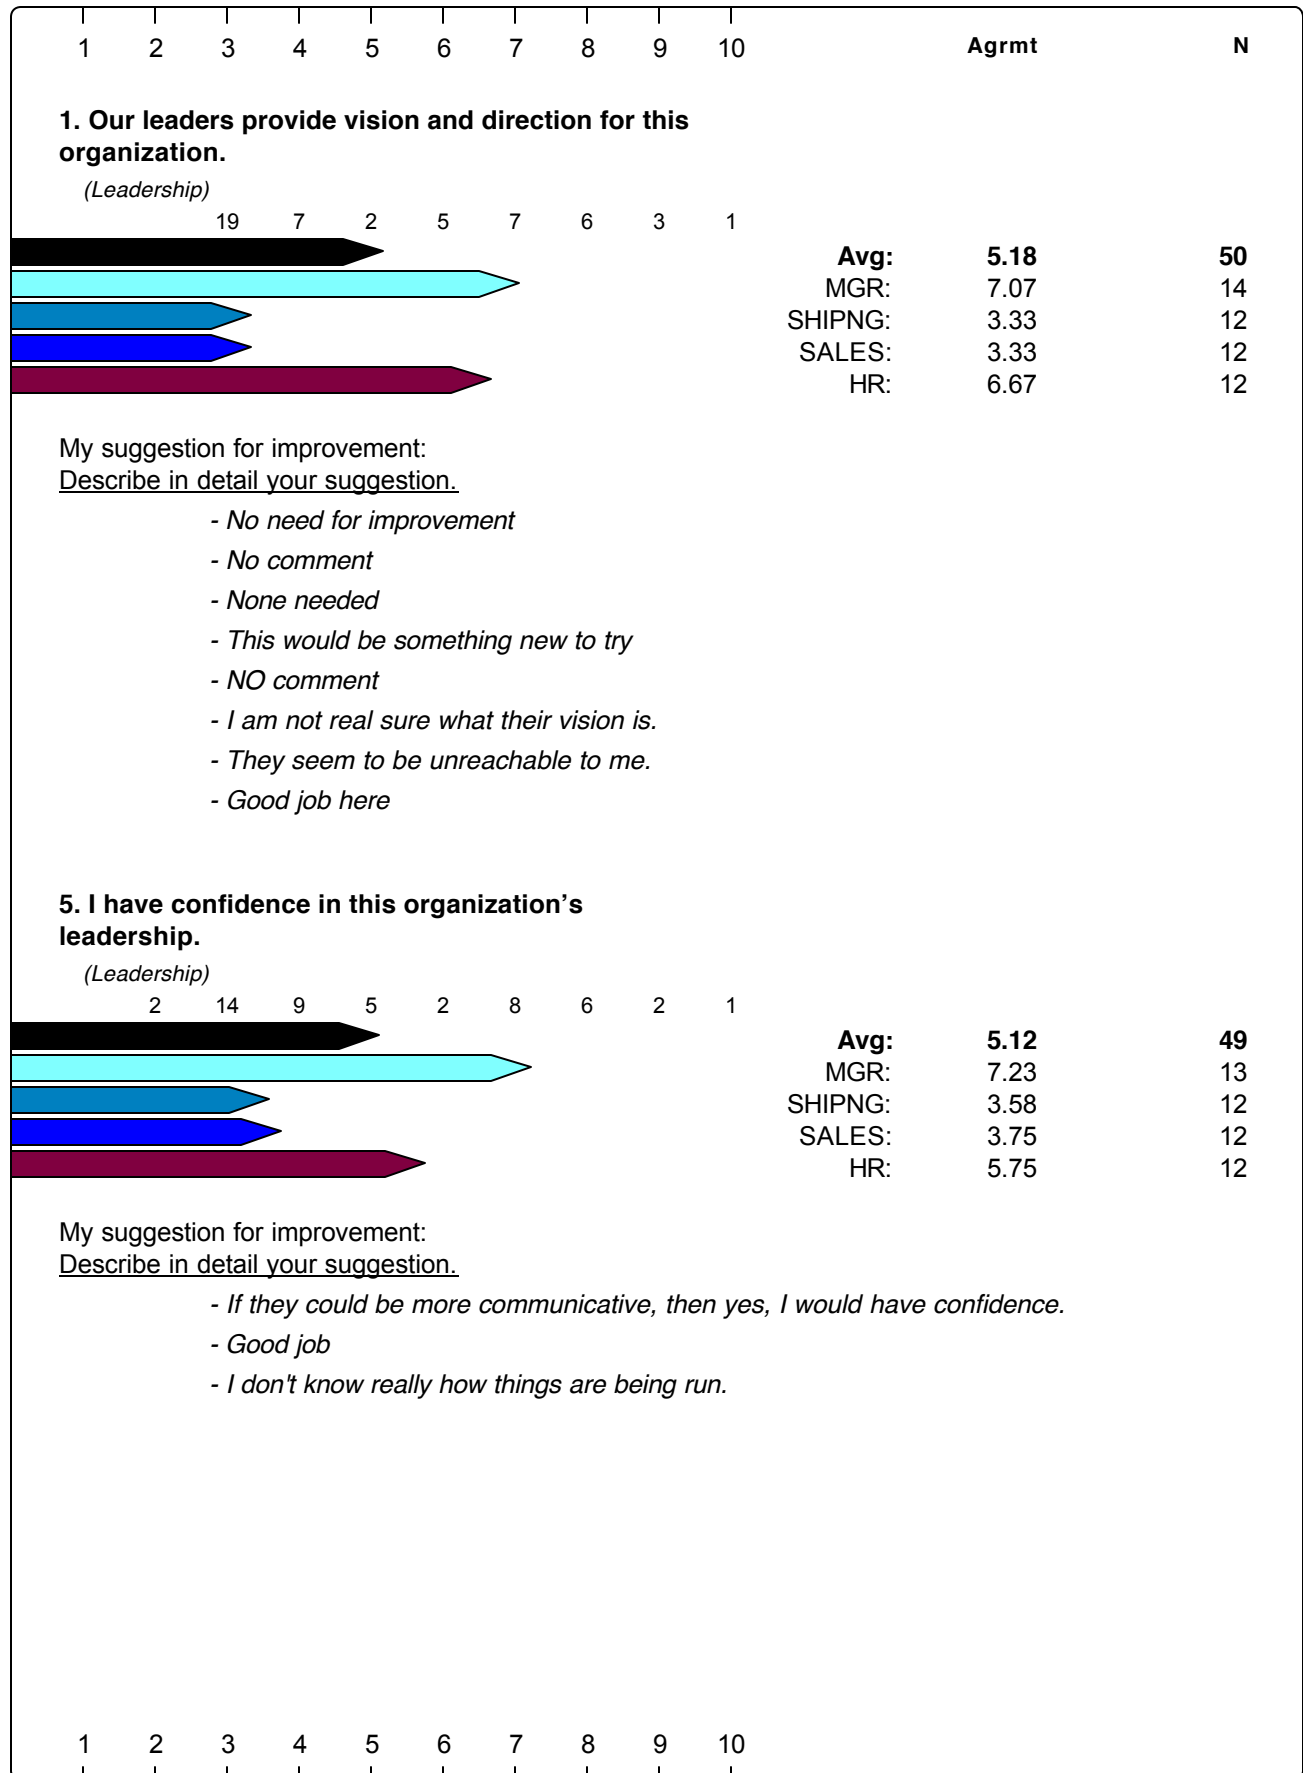 1 2 3 4 5 6 7 8 9 10 Agrmt N
1. Our leaders provide vision and direction for this
organization.
(Leadership)
19 7 2 5 7 6 3 1
Avg: 5.18 50
MGR: 7.07 14
SHIPNG: 3.33 12
SALES: 3.33 12
HR: 6.67 12
My suggestion for improvement:
Describe in detail your suggestion.
- No need for improvement
- No comment
- None needed
- This would be something new to try
- NO comment
- I am not real sure what their vision is.
- They seem to be unreachable to me.
- Good job here
5. I have confidence in this organization’s
leadership.
(Leadership)
2 14 9 5 2 8 6 2 1
Avg: 5.12 49
MGR: 7.23 13
SHIPNG: 3.58 12
SALES: 3.75 12
HR: 5.75 12
My suggestion for improvement:
Describe in detail your suggestion.
- If they could be more communicative, then yes, I would have confidence.
- Good job
- I don't know really how things are being run.
1 2 3 4 5 6 7 8 9 10